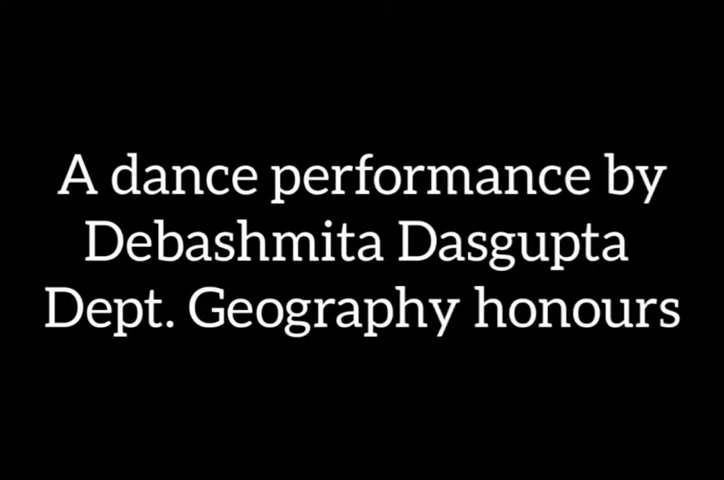 A dance performance by
Debashmita Dasgupta
Dept. Geography honours